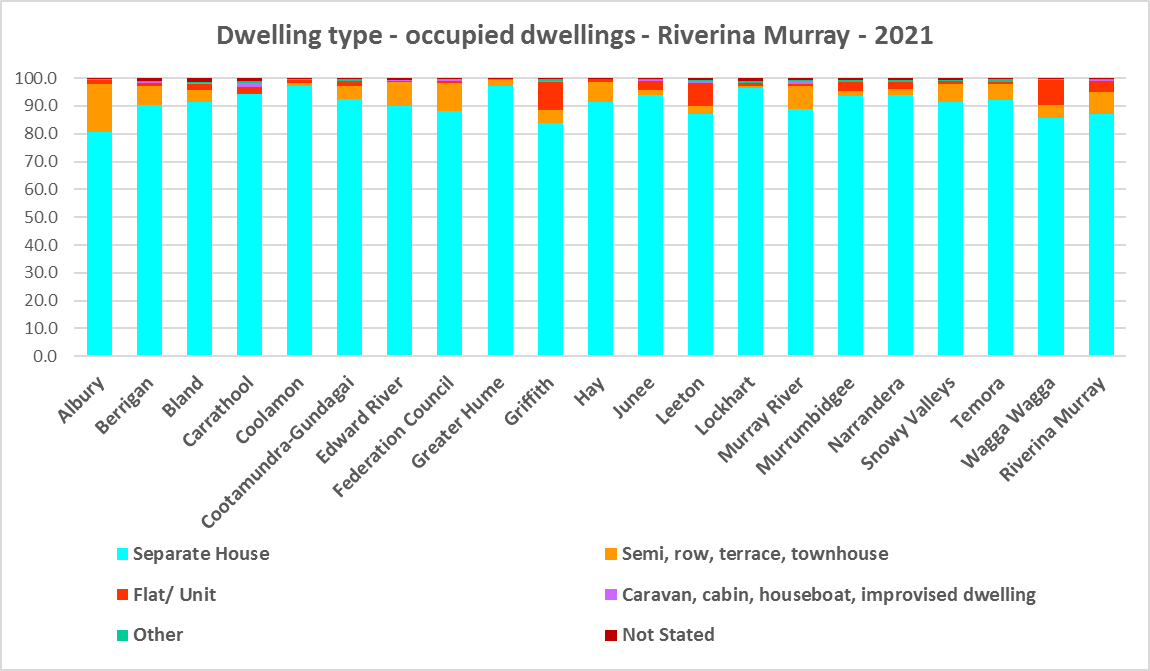 Dwelling type - occupied dwellings - Riverina Murray - 2021
100.0
90.0
80.0
70.0
60.0
50.0
40.0
30.0
20.0
10.0
0.0
Albury
Berrigan
Bland
Carrathool
Coolamon
Cootamundra-Gundagai
Edward River
Federation Council
Greater Hume
Griffith
Hay
Junee
Leeton
Lockhart
Murray River
Murrumbidgee
Narrandera
Snowy Valleys
Temora
Wagga Wagga
Riverina Murray
Separate House
Semi, row, terrace, townhouse
Flat/ Unit
Caravan, cabin, houseboat, improvised dwelling
Other
Not Stated